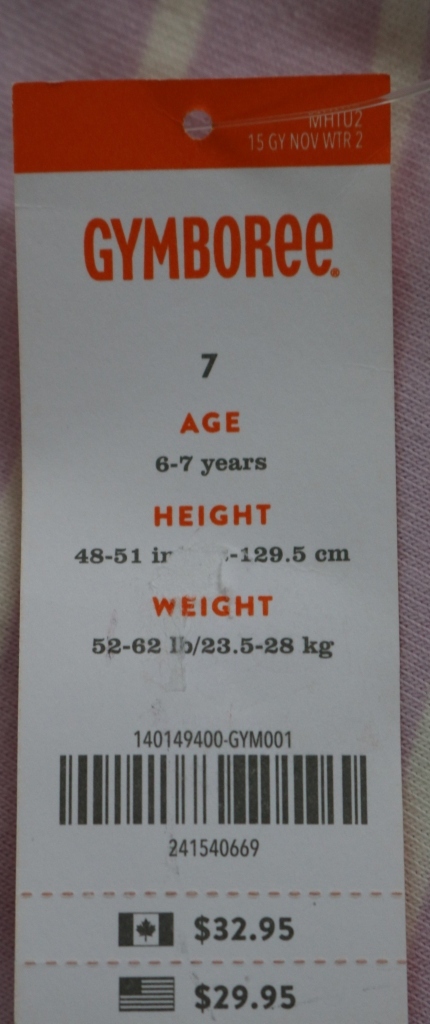 MHTU2
15 GY NOV WTR 2
GYMBOREE
7
AGE
6-7 years
HEIGHT
48-51 -129.5 cm
WEIGHT
52-62 lb/23.5-28 kg
140149400-GYM001
241540669
$32.95
$29.95